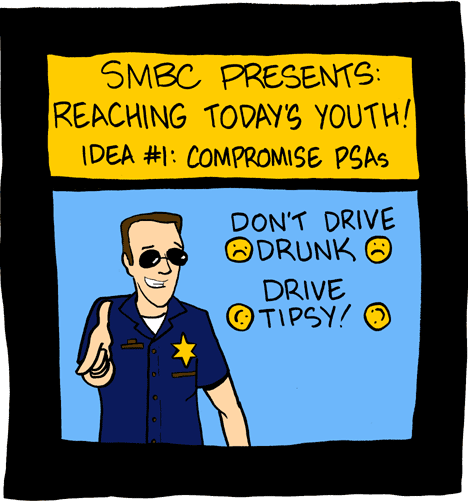 SMBC PRESENTS:
REACHING TODAY'S YOUTH!
IDEA #1: COMPROMISE PSAs
DON'T DRIVE
DRUNK
DRIVE
TIPSY!